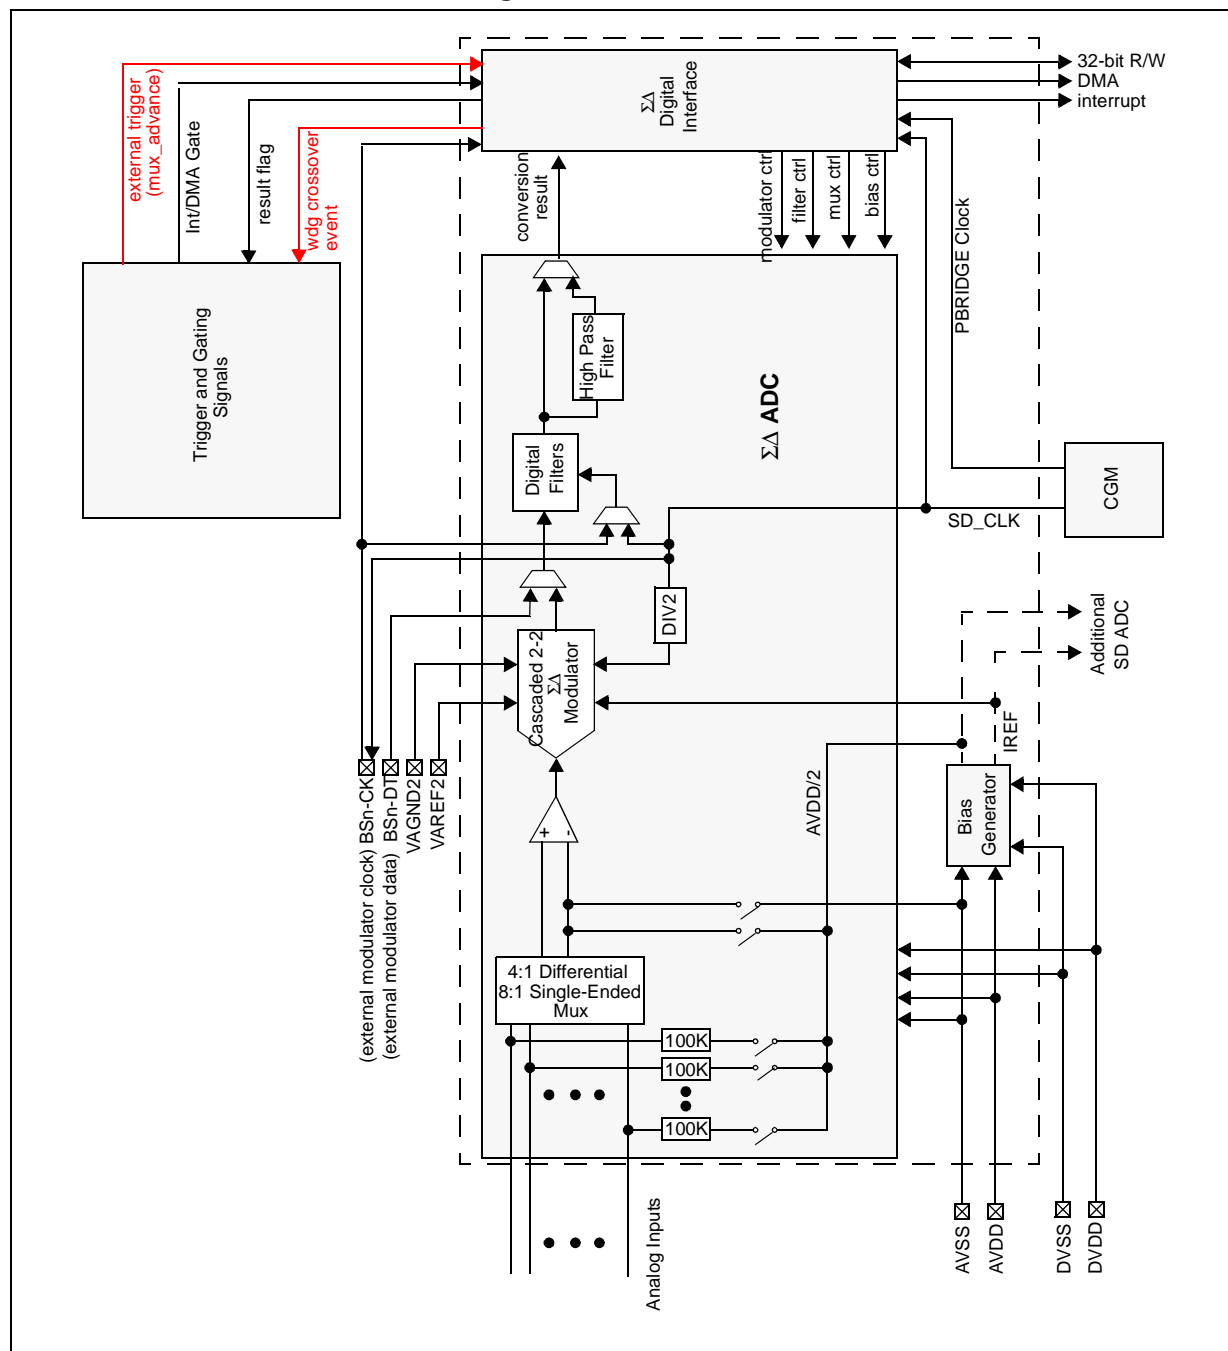 external trigger
(mux_advance)
Int/DMA Gate
result flag
wdg crossover
event
Trigger and Gating
Signals
ΣΔ
Digital
Interface
32-bit R/W
DMA
interrupt
conversion
result
modulator ctrl
filter ctrl
mux ctrl
bias ctrl
PBRIDGE Clock
High Pass
Filter
ΣΔ ADC
Digital
Filters
CGM
SD_CLK
DIV2
Cascaded 2-2
ΣΔ
Modulator
Additional
SD ADC
IREF
(external modulator clock) BSn-CK
(external modulator data) BSn-DT
VAGND2
VAREF2
+
-
AVDD/2
Bias
Generator
4:1 Differential
8:1 Single-Ended
Mux
100K
100K
100K
Analog Inputs
AVSS
AVDD
DVSS
DVDD